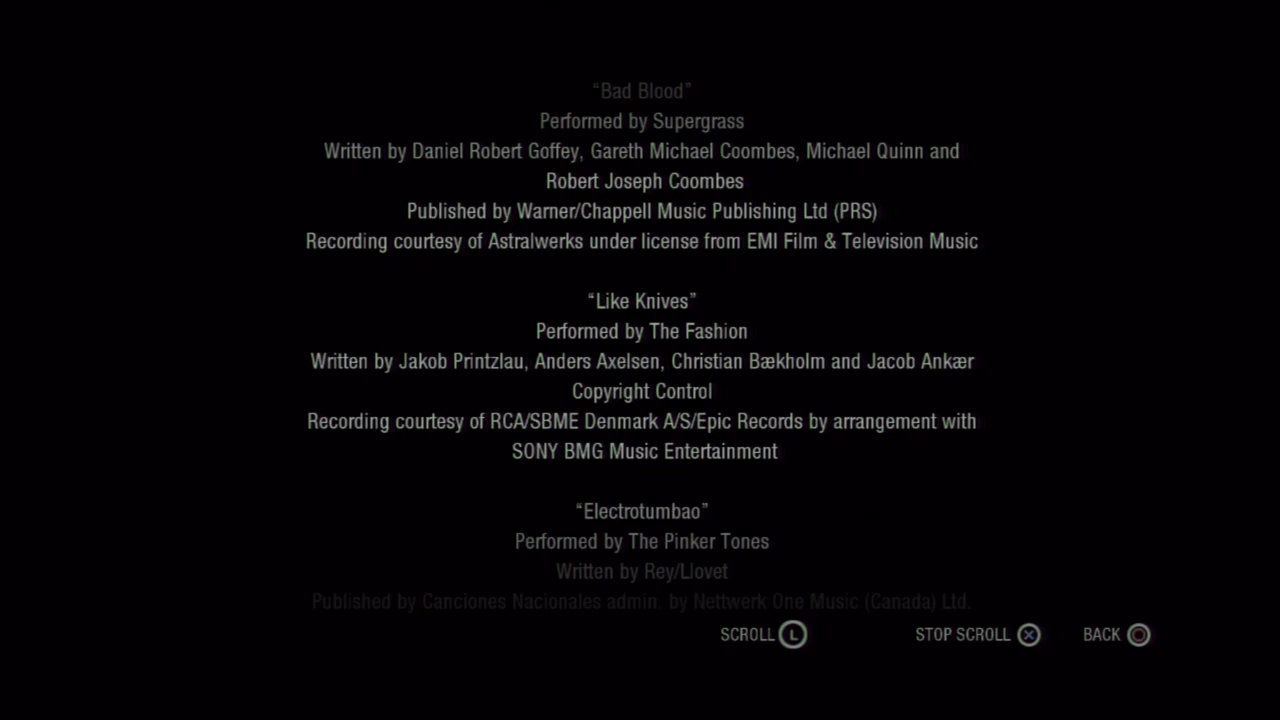 “Bad Blood”
Performed by Supergrass
Written by Daniel Robert Goffey, Gareth Michael Coombes, Michael Quinn and
Robert Joseph Coombes
Published by Warner/Chappell Music Publishing Ltd (PRS)
Recording courtesy of Astralwerks under license from EMI Film & Television Music
“Like Knives”
Performed by The Fashion
Written by Jakob Printzlau, Anders Axelsen, Christian Bækholm and Jacob Ankær
Copyright Control
Recording courtesy of RCA/SBME Denmark A/S/Epic Records by arrangement with
SONY BMG Music Entertainment
“Electrotumbao”
Performed by The Pinker Tones
Written by Rey/Llovet
Published by Canciones Nacionales admin. by Nettwerk One Music (Canada) Ltd.
SCROLL L STOP SCROLL BACK